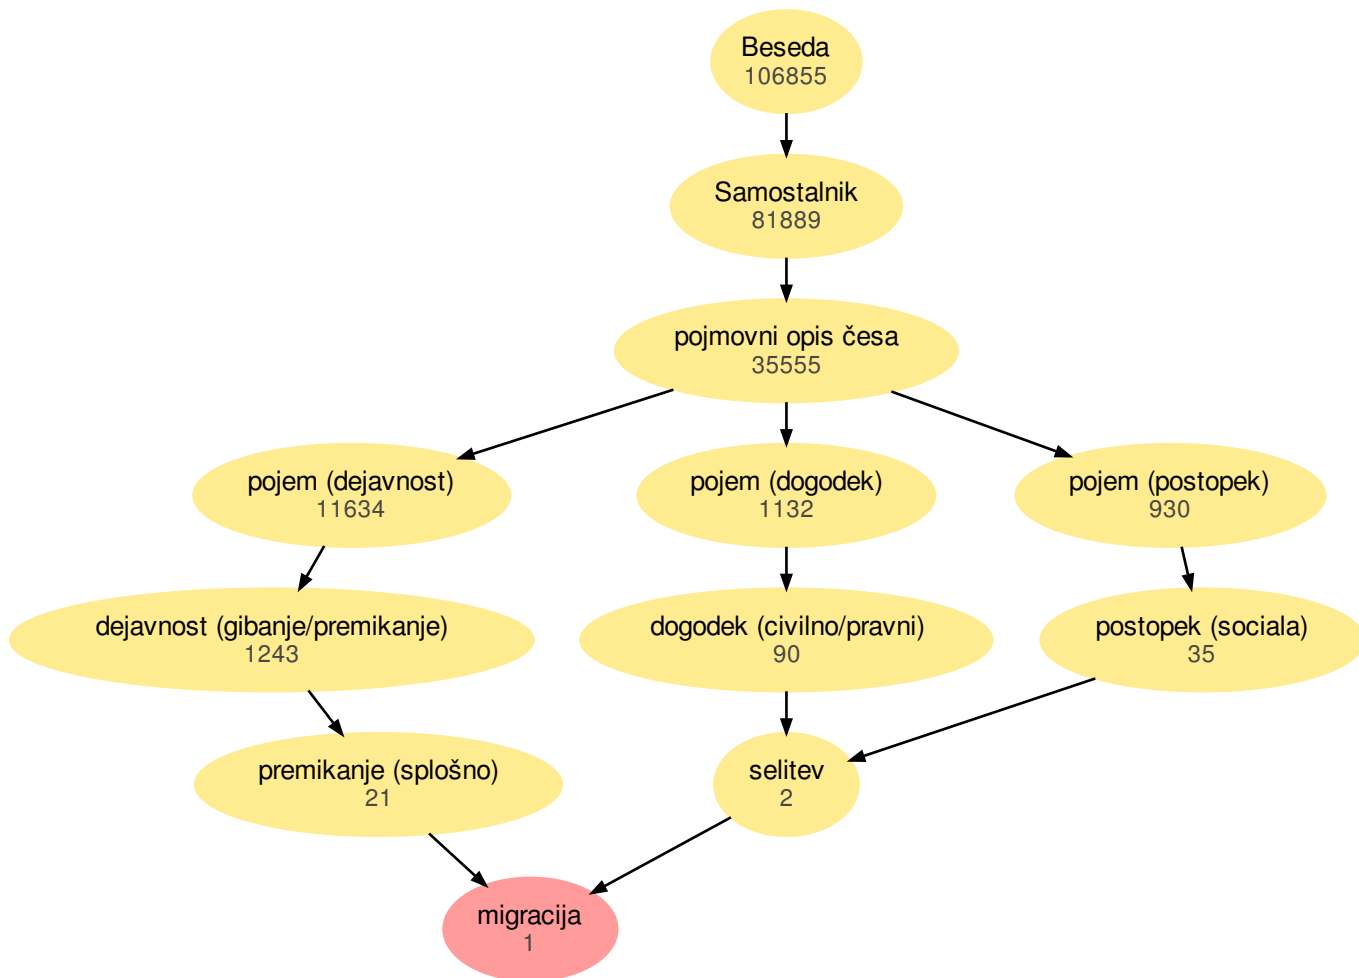 Beseda
106855
Samostalnik
81889
pojmovni opis česa
35555
pojem (dejavnost)
11634
pojem (dogodek)
1132
pojem (postopek)
930
dejavnost (gibanje/premikanje)
1243
dogodek (civilno/pravni)
90
postopek (sociala)
35
premikanje (splošno)
21
selitev
2
migracija
1